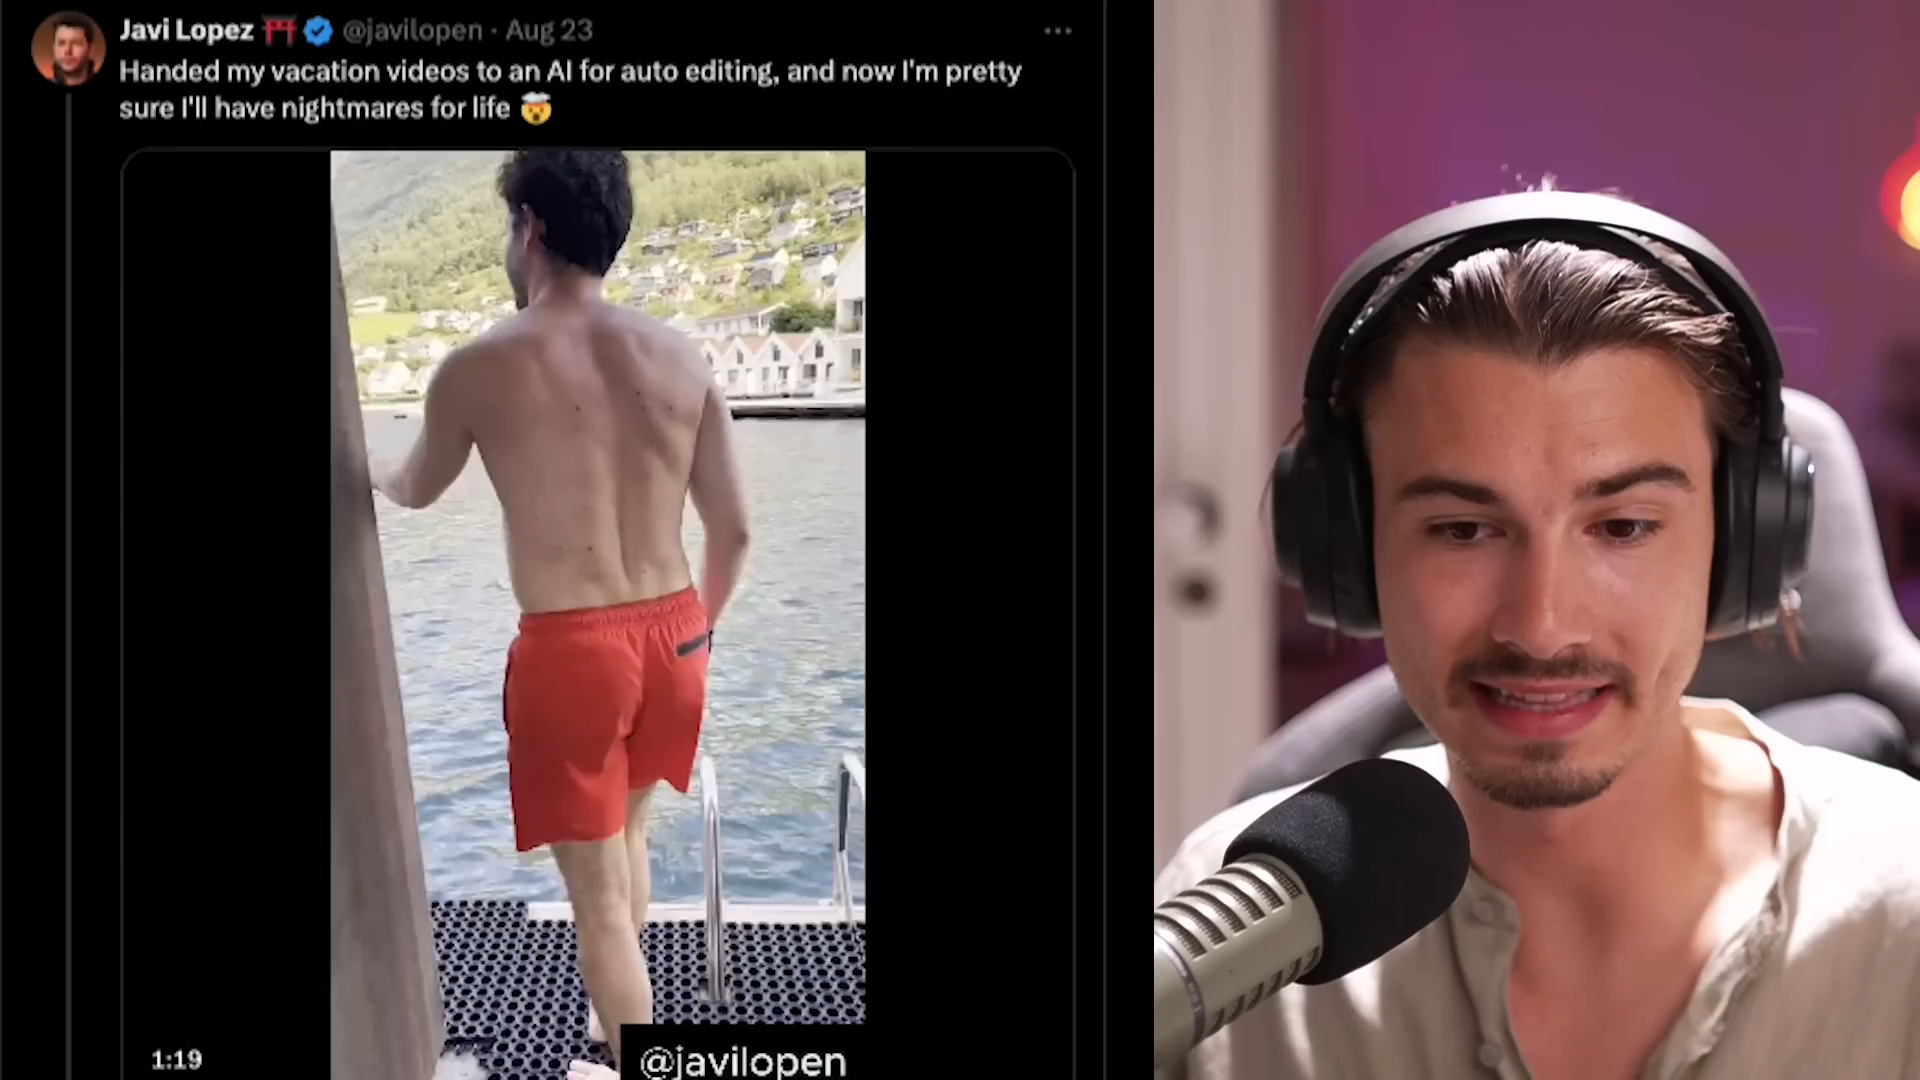 Javi Lopez ⛩️ @javilopen · Aug 23
Handed my vacation videos to an AI for auto editing, and now I'm pretty
sure I'll have nightmares for life 🤯
1:19
@javilopen